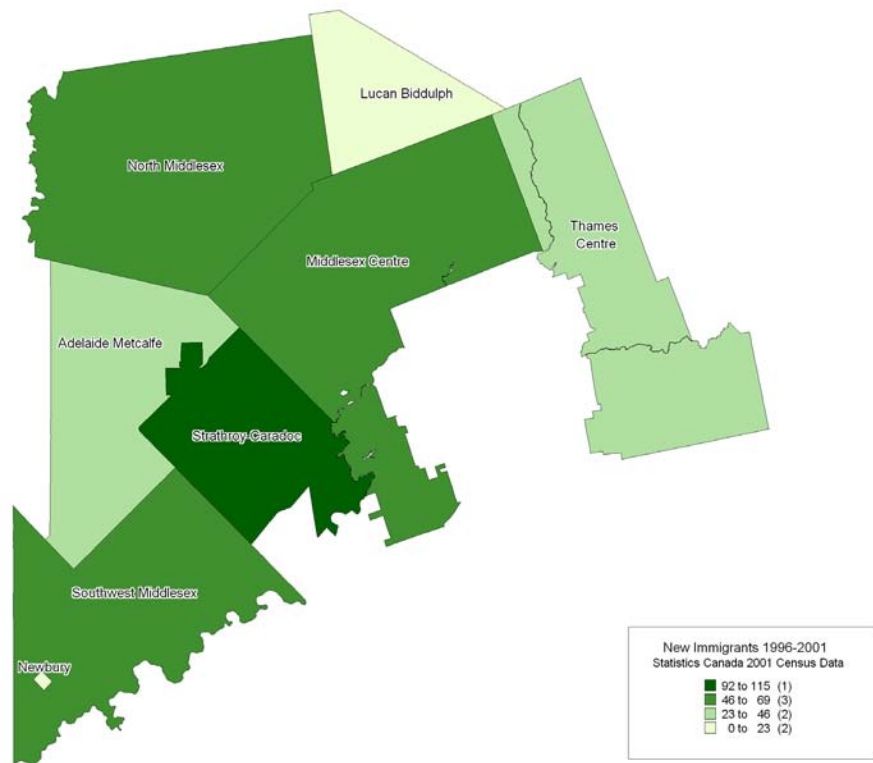 Lucan Biddulph
North Middlesex
Thames
Centre
Middlesex Centre
Adelaide Metcalfe
Strathroy-Caradoc
Southwest Middlesex
Newbury
New Immigrants 1996-2001
Statistics Canada 2001 Census Data
92 to 115 (1)
46 to 69 (3)
23 to 46 (2)
0 to 23 (2)